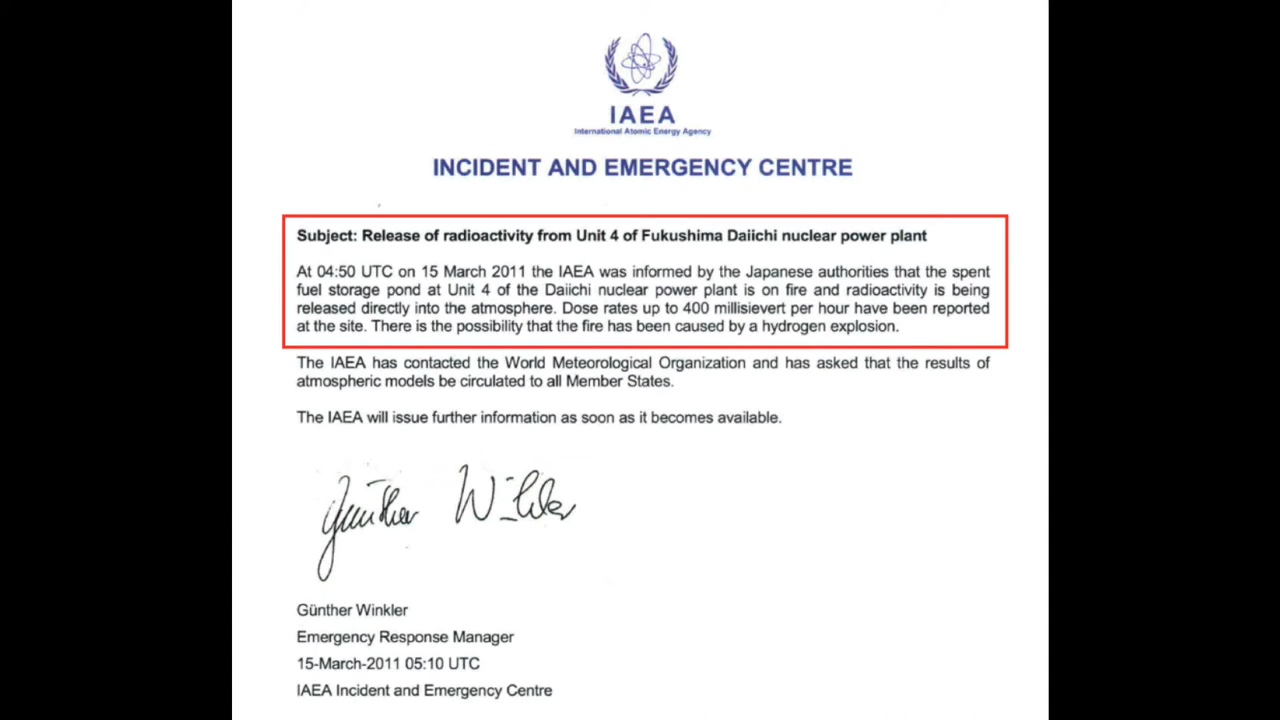 IAEA
International Atomic Energy Agency
INCIDENT AND EMERGENCY CENTRE
Subject: Release of radioactivity from Unit 4 of Fukushima Daiichi nuclear power plant
At 04:50 UTC on 15 March 2011 the IAEA was informed by the Japanese authorities that the spent
fuel storage pond at Unit 4 of the Daiichi nuclear power plant is on fire and radioactivity is being
released directly into the atmosphere. Dose rates up to 400 millisievert per hour have been reported
at the site. There is the possibility that the fire has been caused by a hydrogen explosion.
The IAEA has contacted the World Meteorological Organization and has asked that the results of
atmospheric models be circulated to all Member States.
The IAEA will issue further information as soon as it becomes available.
Günther Winkler
Günther Winkler
Emergency Response Manager
15-March-2011 05:10 UTC
IAEA Incident and Emergency Centre